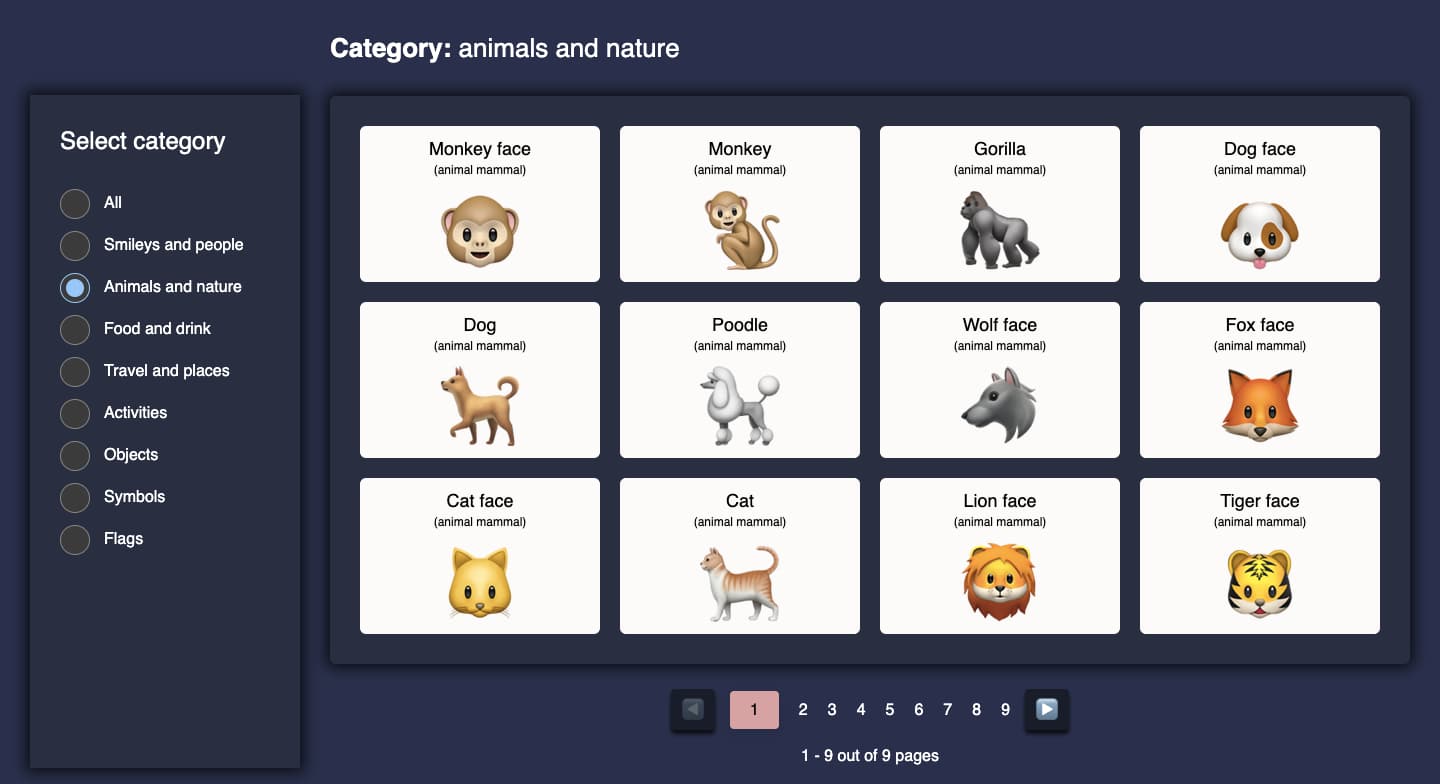 Category: animals and nature
Select category
All
Smileys and people
Animals and nature
Food and drink
Travel and places
Activities
Objects
Symbols
Flags
Monkey face
(animal mammal)
Monkey
(animal mammal)
Gorilla
(animal mammal)
Dog face
(animal mammal)
Dog
(animal mammal)
Poodle
(animal mammal)
Wolf face
(animal mammal)
Fox face
(animal mammal)
Cat face
(animal mammal)
Cat
(animal mammal)
Lion face
(animal mammal)
Tiger face
(animal mammal)
1 2 3 4 5 6 7 8 9
1 - 9 out of 9 pages